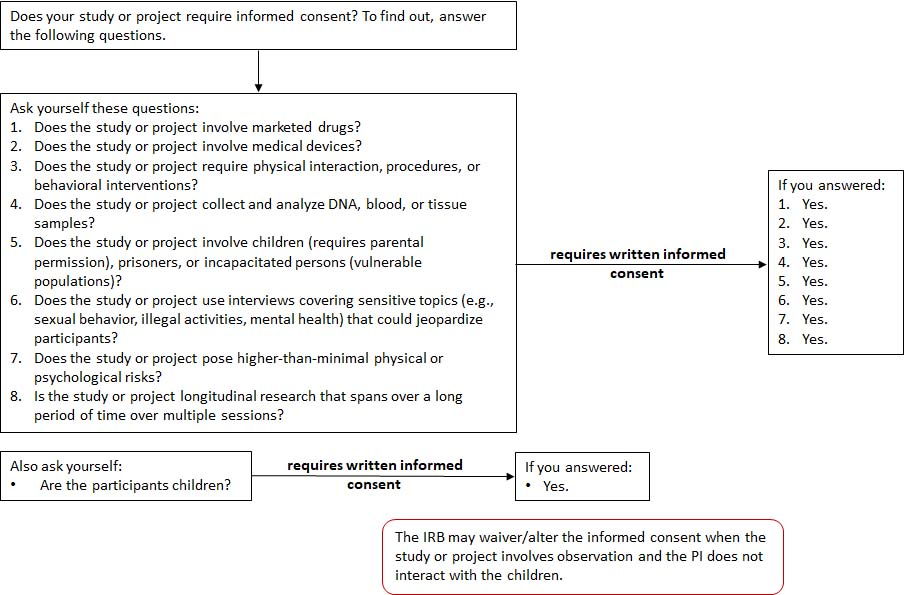 Does your study or project require informed consent? To find out, answer
the following questions.
Ask yourself these questions:
1. Does the study or project involve marketed drugs?
2. Does the study or project involve medical devices?
3. Does the study or project require physical interaction, procedures, or
behavioral interventions?
4. Does the study or project collect and analyze DNA, blood, or tissue
samples?
5. Does the study or project involve children (requires parental
permission), prisoners, or incapacitated persons (vulnerable
populations)?
6. Does the study or project use interviews covering sensitive topics (e.g.,
sexual behavior, illegal activities, mental health) that could jeopardize
participants?
7. Does the study or project pose higher-than-minimal physical or
psychological risks?
8. Is the study or project longitudinal research that spans over a long
period of time over multiple sessions?
requires written informed
consent
If you answered:
1. Yes.
2. Yes.
3. Yes.
4. Yes.
5. Yes.
6. Yes.
7. Yes.
8. Yes.
Also ask yourself:
• Are the participants children?
requires written informed
consent
If you answered:
• Yes.
The IRB may waiver/alter the informed consent when the
study or project involves observation and the PI does not
interact with the children.